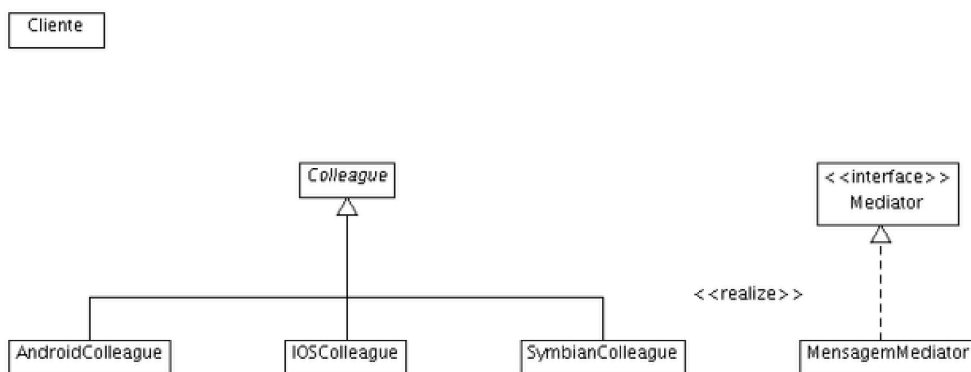 Cliente
Colleague
<<interface>>
Mediator
<<realize>>
AndroidColleague
IOSColleague
SymbianColleague
MensagemMediator